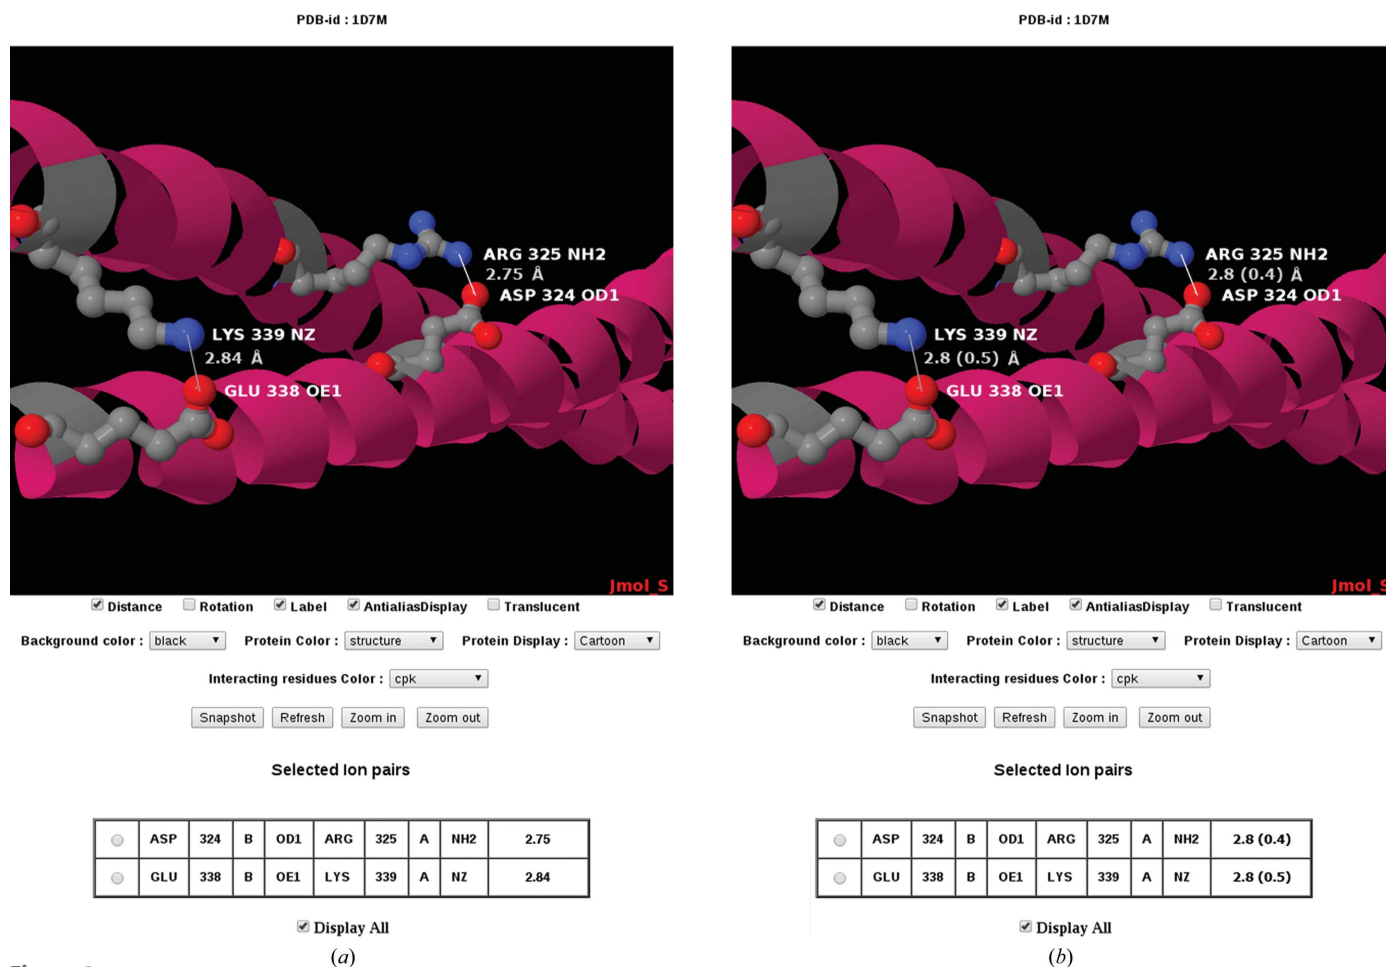 PDB-id : 1D7M
ARG 325 NH2
2.75 Å
ASP 324 OD1
LYS 339 NZ
2.84 Å
GLU 338 OE1
Jmol_S
Distance Rotation Label AntialiasDisplay Translucent
Background color : black Protein Color : structure Protein Display : Cartoon
Interacting residues Color : cpk
Snapshot Refresh Zoom in Zoom out
Selected Ion pairs
ASP 324 B OD1 ARG 325 A NH2 2.75
GLU 338 B OE1 LYS 339 A NZ 2.84
Display All
(a)
PDB-id : 1D7M
ARG 325 NH2
2.8 (0.4) Å
ASP 324 OD1
LYS 339 NZ
2.8 (0.5) Å
GLU 338 OE1
Jmol_S
Distance Rotation Label AntialiasDisplay Translucent
Background color : black Protein Color : structure Protein Display : Cartoon
Interacting residues Color : cpk
Snapshot Refresh Zoom in Zoom out
Selected Ion pairs
ASP 324 B OD1 ARG 325 A NH2 2.8 (0.4)
GLU 338 B OE1 LYS 339 A NZ 2.8 (0.5)
Display All
(b)